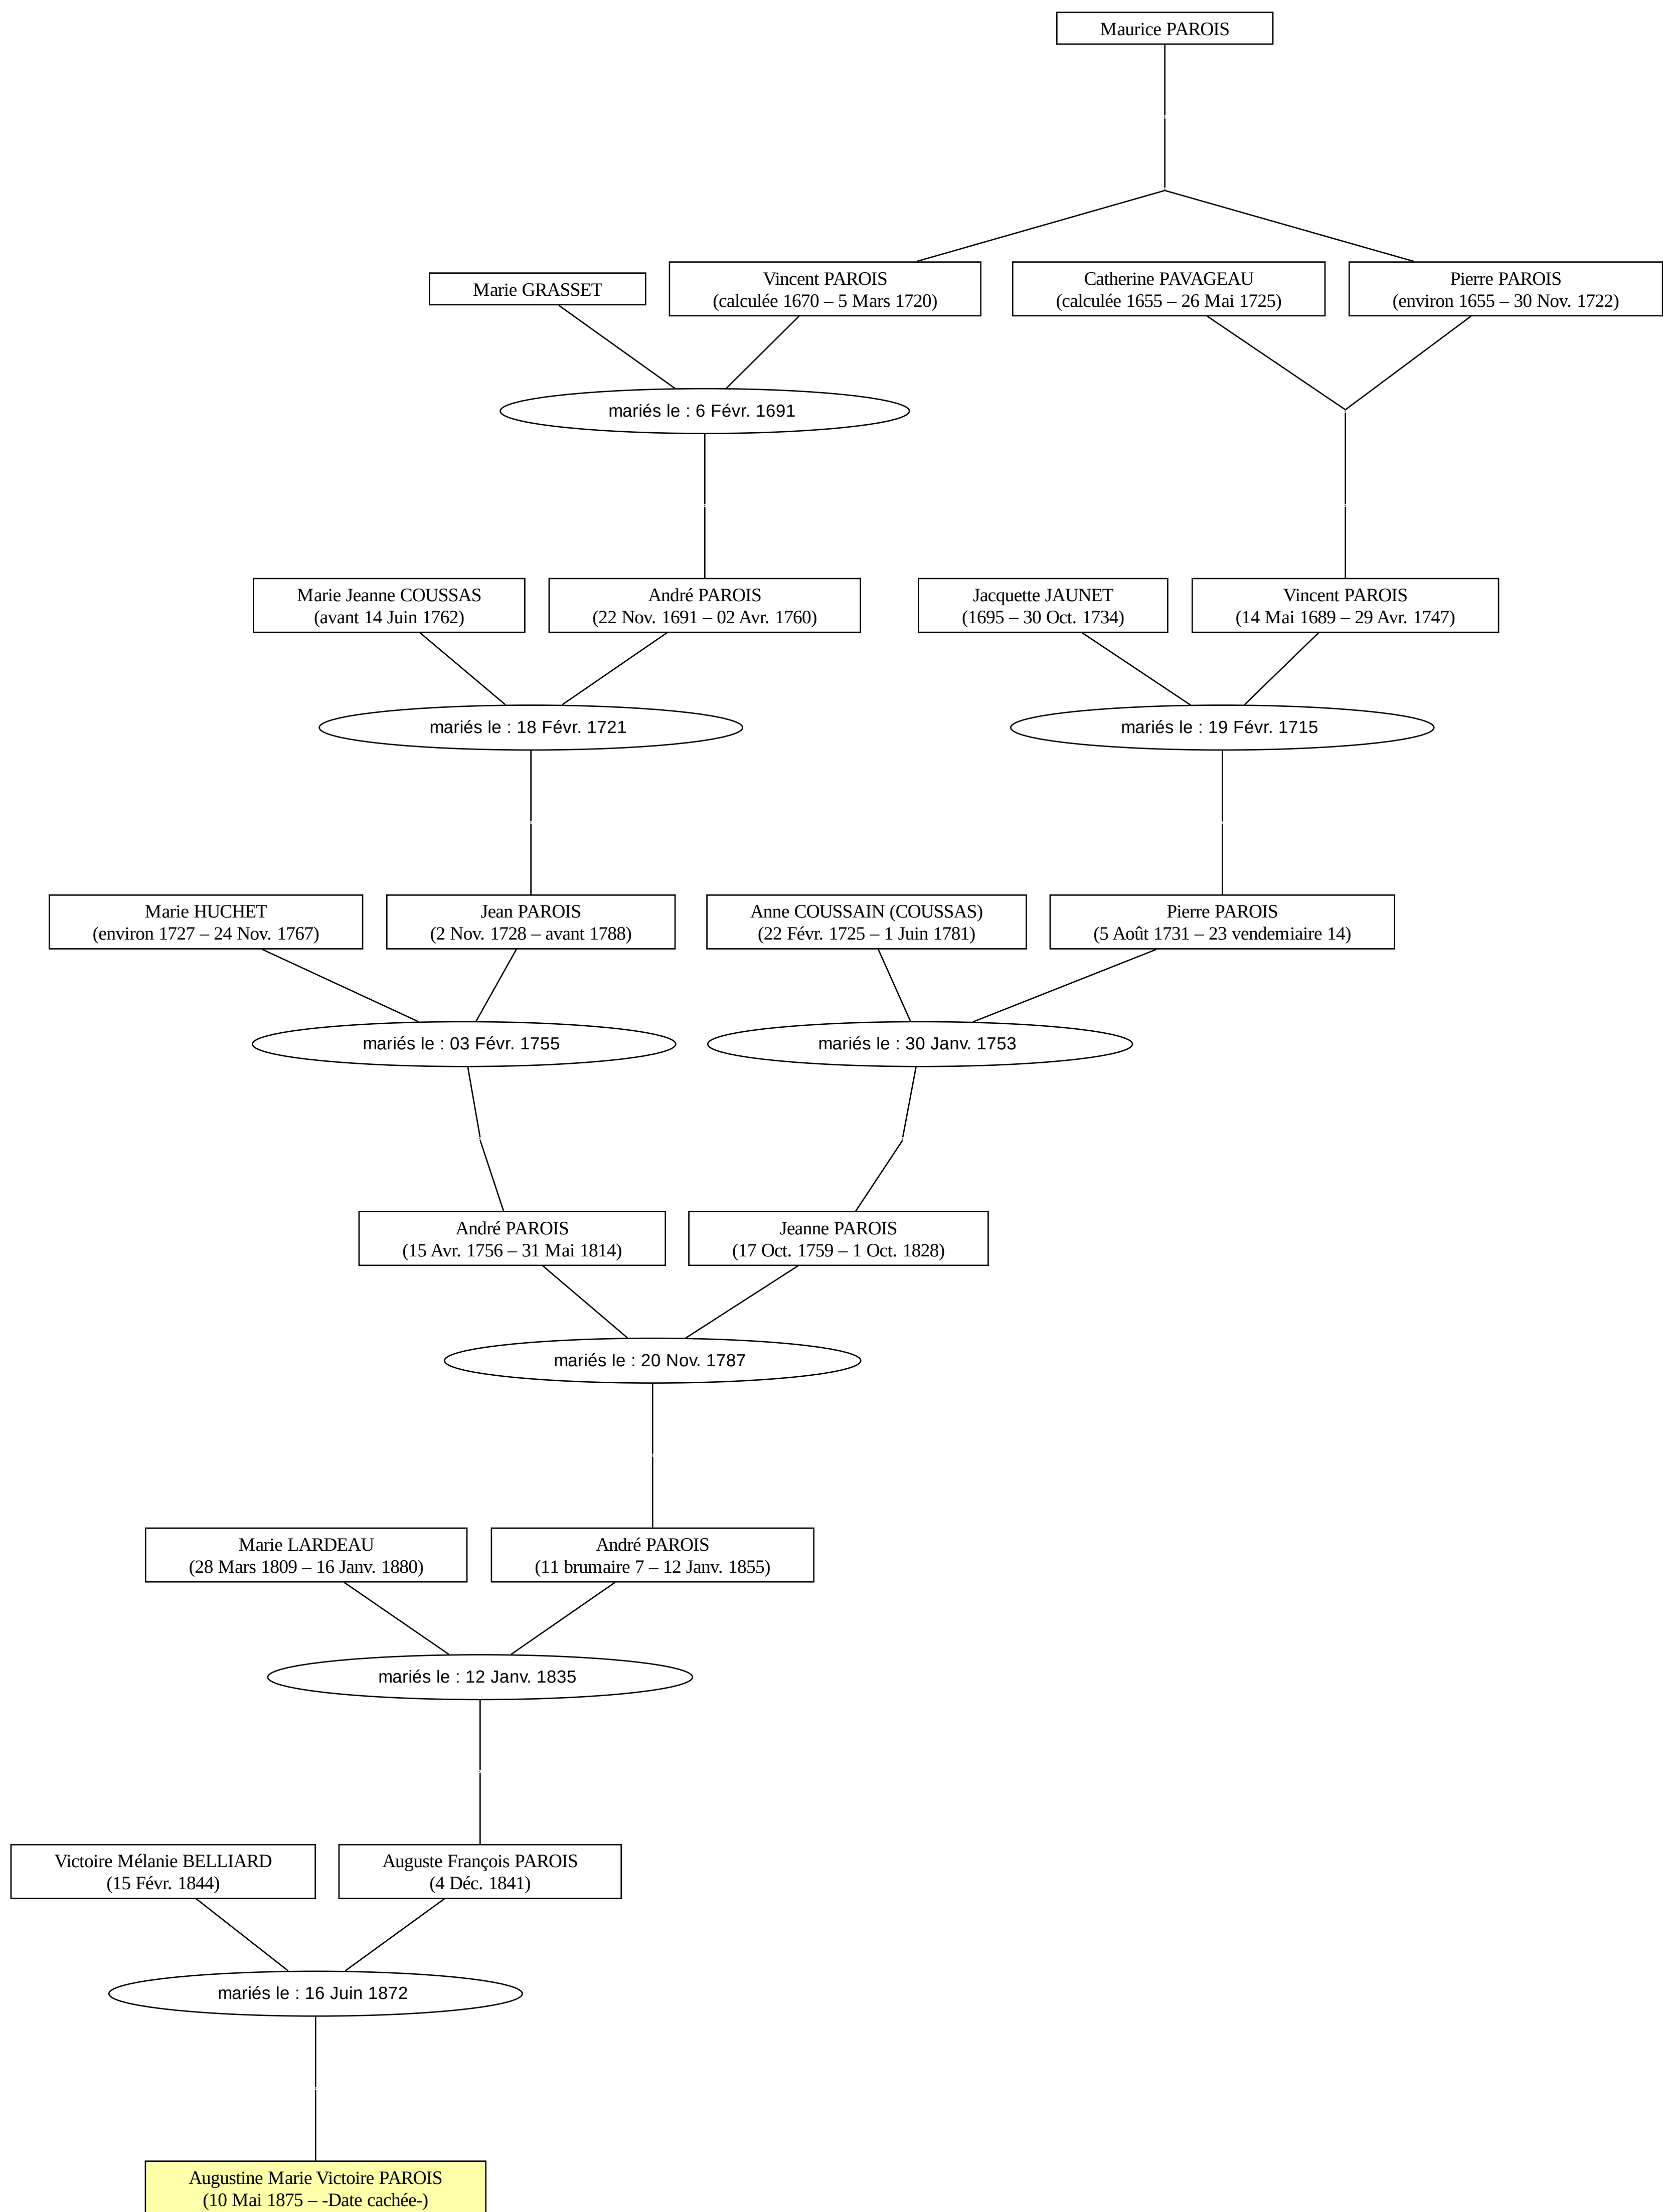 Maurice PAROIS
Marie GRASSET
Vincent PAROIS
(calculée 1670 – 5 Mars 1720)
Catherine PAVAGEAU
(calculée 1655 – 26 Mai 1725)
Pierre PAROIS
(environ 1655 – 30 Nov. 1722)
mariés le : 6 Févr. 1691
Marie Jeanne COUSSAS
(avant 14 Juin 1762)
André PAROIS
(22 Nov. 1691 – 02 Avr. 1760)
Jacquette JAUNET
(1695 – 30 Oct. 1734)
Vincent PAROIS
(14 Mai 1689 – 29 Avr. 1747)
mariés le : 18 Févr. 1721
mariés le : 19 Févr. 1715
Marie HUCHET
(environ 1727 – 24 Nov. 1767)
Jean PAROIS
(2 Nov. 1728 – avant 1788)
Anne COUSSAIN (COUSSAS)
(22 Févr. 1725 – 1 Juin 1781)
Pierre PAROIS
(5 Août 1731 – 23 vendemiaire 14)
mariés le : 03 Févr. 1755
mariés le : 30 Janv. 1753
André PAROIS
(15 Avr. 1756 – 31 Mai 1814)
Jeanne PAROIS
(17 Oct. 1759 – 1 Oct. 1828)
mariés le : 20 Nov. 1787
Marie LARDEAU
(28 Mars 1809 – 16 Janv. 1880)
André PAROIS
(11 brumaire 7 – 12 Janv. 1855)
mariés le : 12 Janv. 1835
Victoire Mélanie BELLIARD
(15 Févr. 1844)
Auguste François PAROIS
(4 Déc. 1841)
mariés le : 16 Juin 1872
Augustine Marie Victoire PAROIS
(10 Mai 1875 – -Date cachée-)